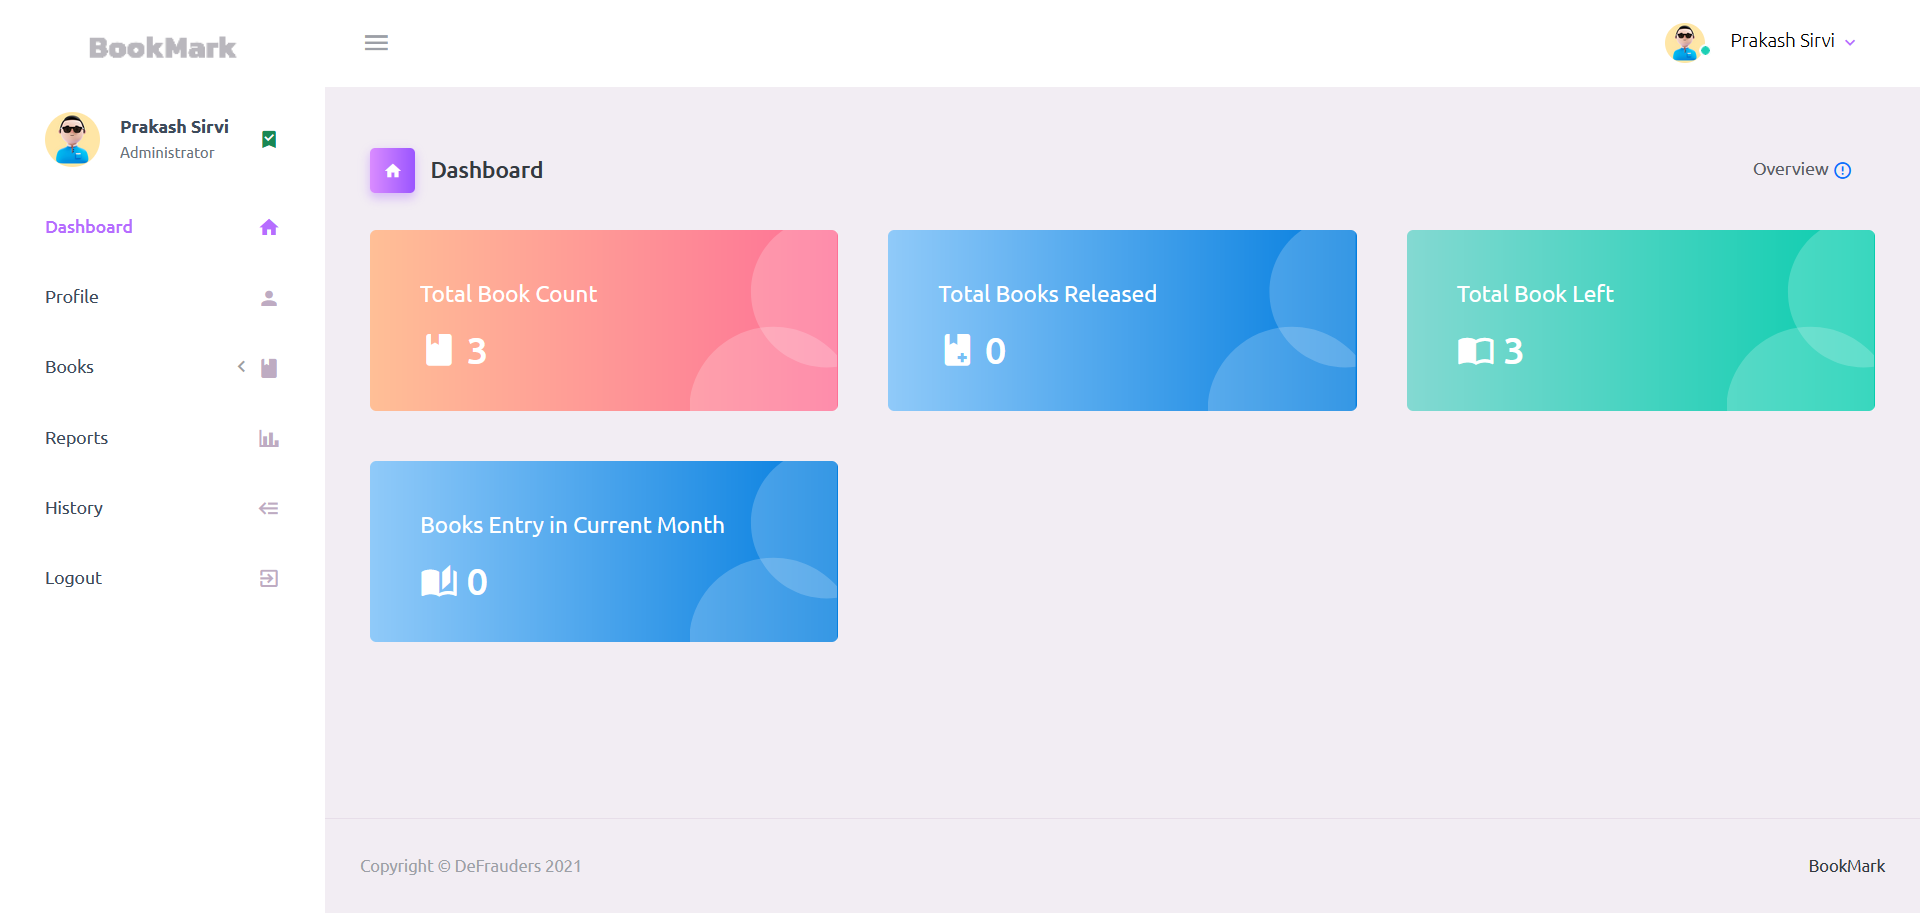 BookMark
Prakash Sirvi
Prakash Sirvi
Administrator
Dashboard
Profile
Books
Reports
History
Logout
Dashboard
Overview
Total Book Count
3
Total Books Released
0
Total Book Left
3
Books Entry in Current Month
0
Copyright © DeFrauders 2021
BookMark